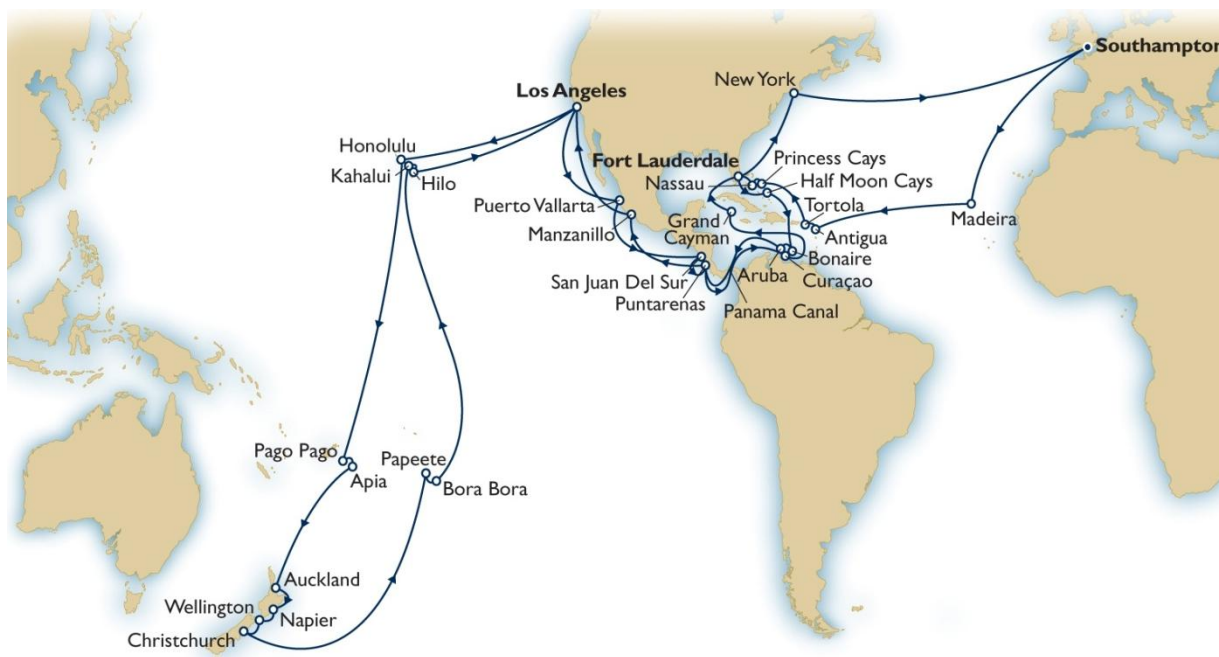 Southampton
New York
Los Angeles
Honolulu
Kahalui
Hilo
Fort Lauderdale
Princess Cays
Nassau
Half Moon Cays
Puerto Vallarta
Tortola
Madeira
Manzanillo
Grand
Cayman
Antigua
Bonaire
San Juan Del Sur
Aruba
Curaçao
Puntarenas
Panama Canal
Pago Pago
Papeete
Apia
Bora Bora
Auckland
Wellington
Napier
Christchurch